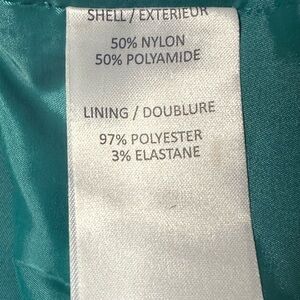 SHELL / EXTERIEUR
50% NYLON
50% POLYAMIDE
LINING / DOUBLURE
97% POLYESTER
3% ELASTANE